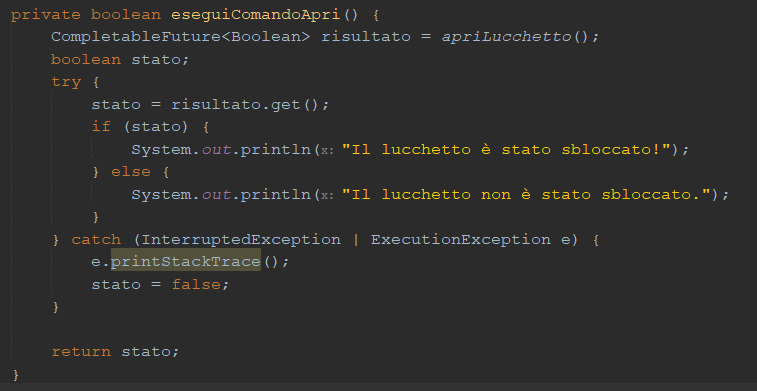 private boolean eseguiComandoApri() {
    CompletableFuture<Boolean> risultato = apriLucchetto();
    boolean stato;
    try {
        stato = risultato.get();
        if (stato) {
            System.out.println(x: "Il lucchetto è stato sbloccato!");
        } else {
            System.out.println(x: "Il lucchetto non è stato sbloccato.");
        }
    } catch (InterruptedException | ExecutionException e) {
        e.printStackTrace();
        stato = false;
    }

    return stato;
}